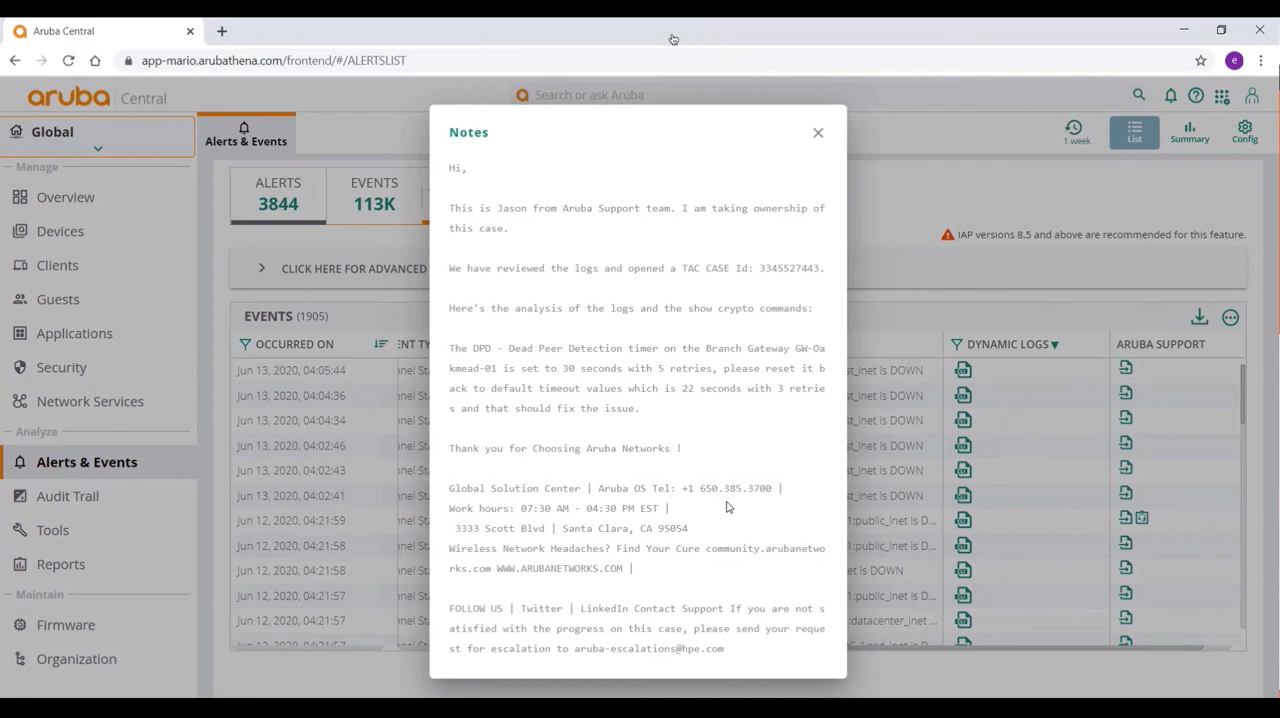 Aruba Central
app-mario.arubathena.com/frontend/#/ALERTSLIST
e
aruba Central
Search or ask Aruba
Global
Alerts & Events
1 week
List
Summary
Config
Manage
Overview
Devices
Clients
Guests
Applications
Security
Network Services
Analyze
Alerts & Events
Audit Trail
Tools
Reports
Maintain
Firmware
Organization
ALERTS
3844
EVENTS
113K
IAP versions 8.5 and above are recommended for this feature.
CLICK HERE FOR ADVANCED
EVENTS (1905)
OCCURRED ON
DYNAMIC LOGS
ARUBA SUPPORT
Jun 13, 2020, 04:05:44
Jun 13, 2020, 04:04:36
Jun 13, 2020, 04:04:34
Jun 13, 2020, 04:02:46
Jun 13, 2020, 04:02:43
Jun 13, 2020, 04:02:41
Jun 12, 2020, 04:21:59
Jun 12, 2020, 04:21:58
Jun 12, 2020, 04:21:58
Jun 12, 2020, 04:21:57
Jun 12, 2020, 04:21:57
Notes
Hi,
This is Jason from Aruba Support team. I am taking ownership of
this case.
We have reviewed the logs and opened a TAC CASE Id: 3345527443.
Here's the analysis of the logs and the show crypto commands:
The DPD - Dead Peer Detection timer on the Branch Gateway GW-Oa
kmead-01 is set to 30 seconds with 5 retries, please reset it b
ack to default timeout values which is 22 seconds with 3 retrie
s and that should fix the issue.
Thank you for Choosing Aruba Networks !
Global Solution Center | Aruba OS Tel: +1 650.385.3700 |
Work hours: 07:30 AM - 04:30 PM EST |
3333 Scott Blvd | Santa Clara, CA 95054
Wireless Network Headaches? Find Your Cure community.arubanetwo
rks.com WWW.ARUBANETWORKS.COM |
FOLLOW US | Twitter | LinkedIn Contact Support If you are not s
atisfied with the progress on this case, please send your reque
st for escalation to aruba-escalations@hpe.com